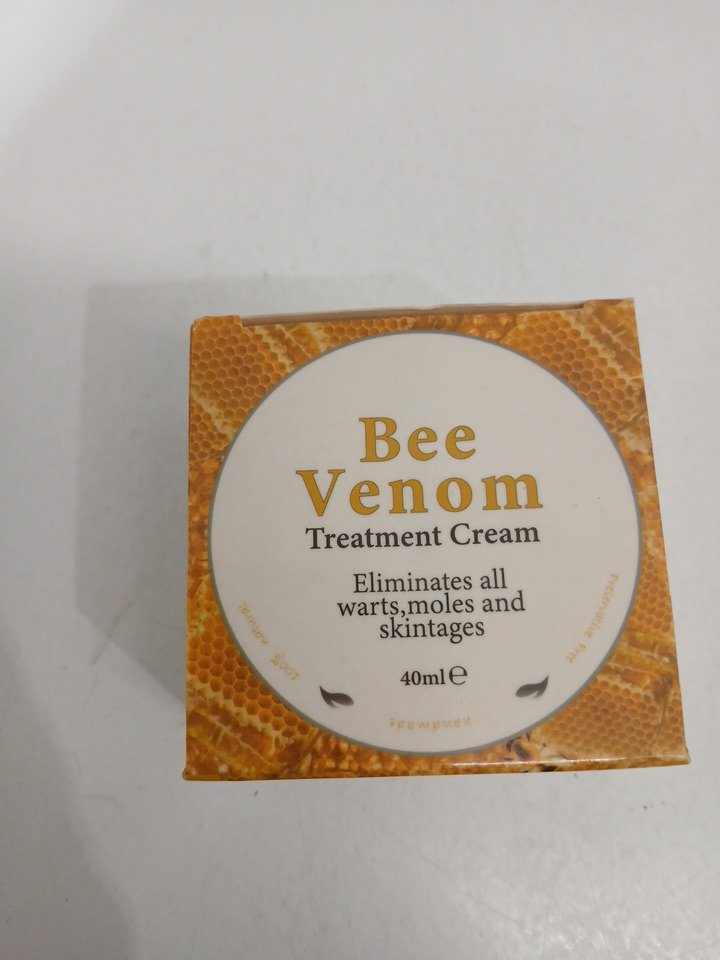 Bee
Venom
Treatment Cream
Eliminates all
warts,moles and
skintages
40ml℮
100% natural
handmade
Preservative Free